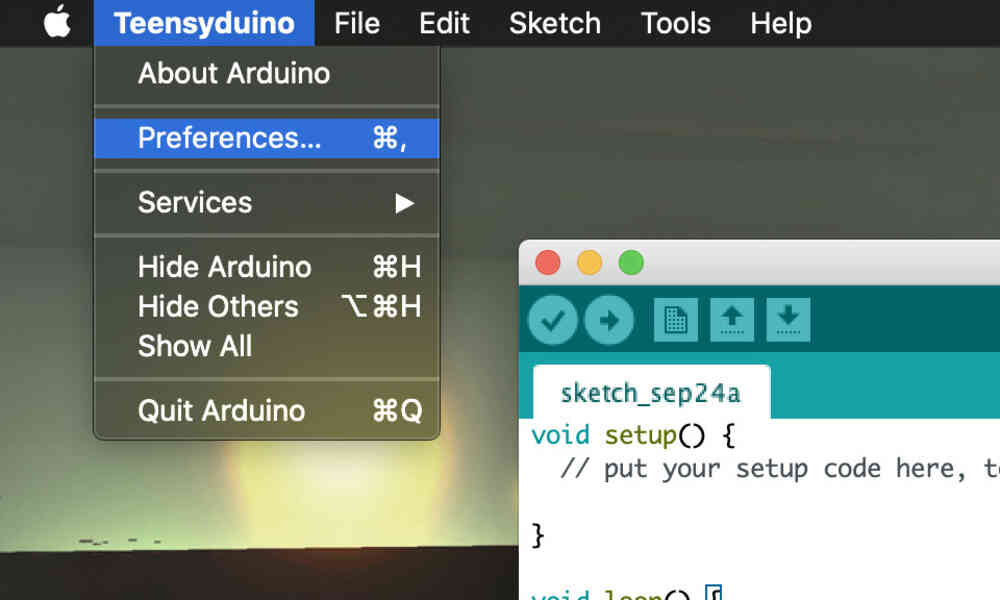 Teensyduino File Edit Sketch Tools Help
About Arduino
Preferences... ⌘,
Services ▶
Hide Arduino ⌘H
Hide Others ⌥⌘H
Show All
Quit Arduino ⌘Q
sketch_sep24a
void setup() {
// put your setup code here, t
}
void loop() {